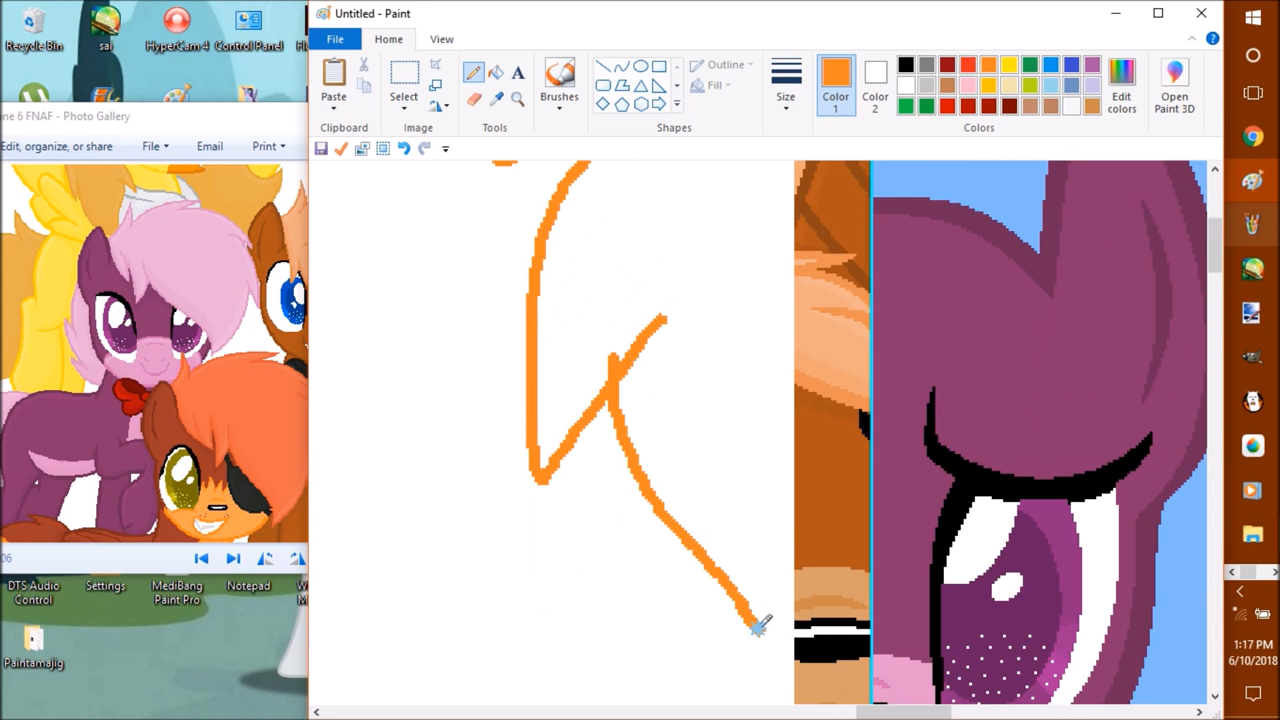 Recycle Bin
sai
HyperCam 4
Control Panel
Untitled - Paint
File
Home
View
Paste
Select
Brushes
Outline
Fill
Size
Color
1
Color
2
Edit
colors
Open
Paint 3D
Clipboard
Image
Tools
Shapes
Colors
ane 6 FNAF - Photo Gallery
Edit, organize, or share
File
Email
Print
06
DTS Audio
Control
Settings
MediBang
Paint Pro
Notepad
Paintamajig
1:17 PM
6/10/2018